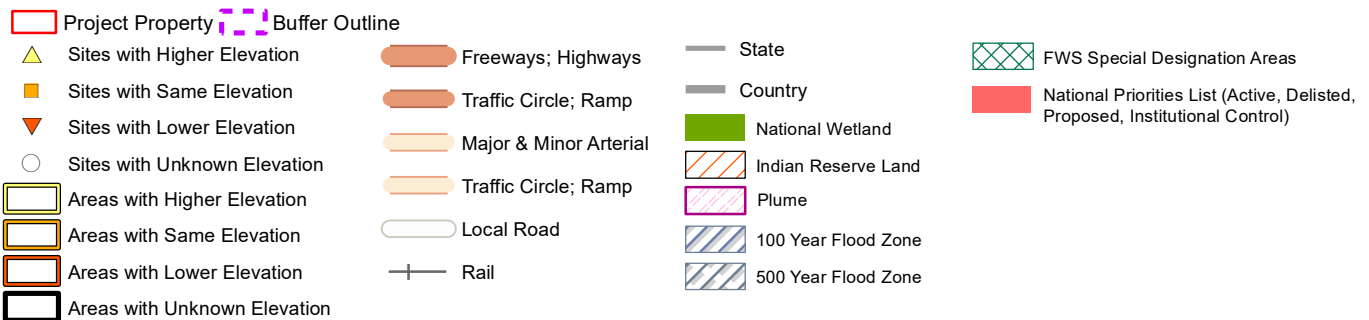 Project Property
Buffer Outline
Sites with Higher Elevation
Sites with Same Elevation
Sites with Lower Elevation
Sites with Unknown Elevation
Areas with Higher Elevation
Areas with Same Elevation
Areas with Lower Elevation
Areas with Unknown Elevation
Freeways; Highways
Traffic Circle; Ramp
Major & Minor Arterial
Traffic Circle; Ramp
Local Road
Rail
State
Country
National Wetland
Indian Reserve Land
Plume
100 Year Flood Zone
500 Year Flood Zone
FWS Special Designation Areas
National Priorities List (Active, Delisted,
Proposed, Institutional Control)